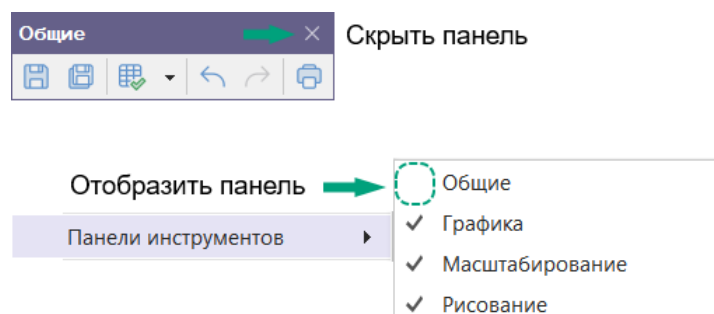 Общие
Скрыть панель
Отобразить панель
Общие
Панели инструментов
Графика
Масштабирование
Рисование